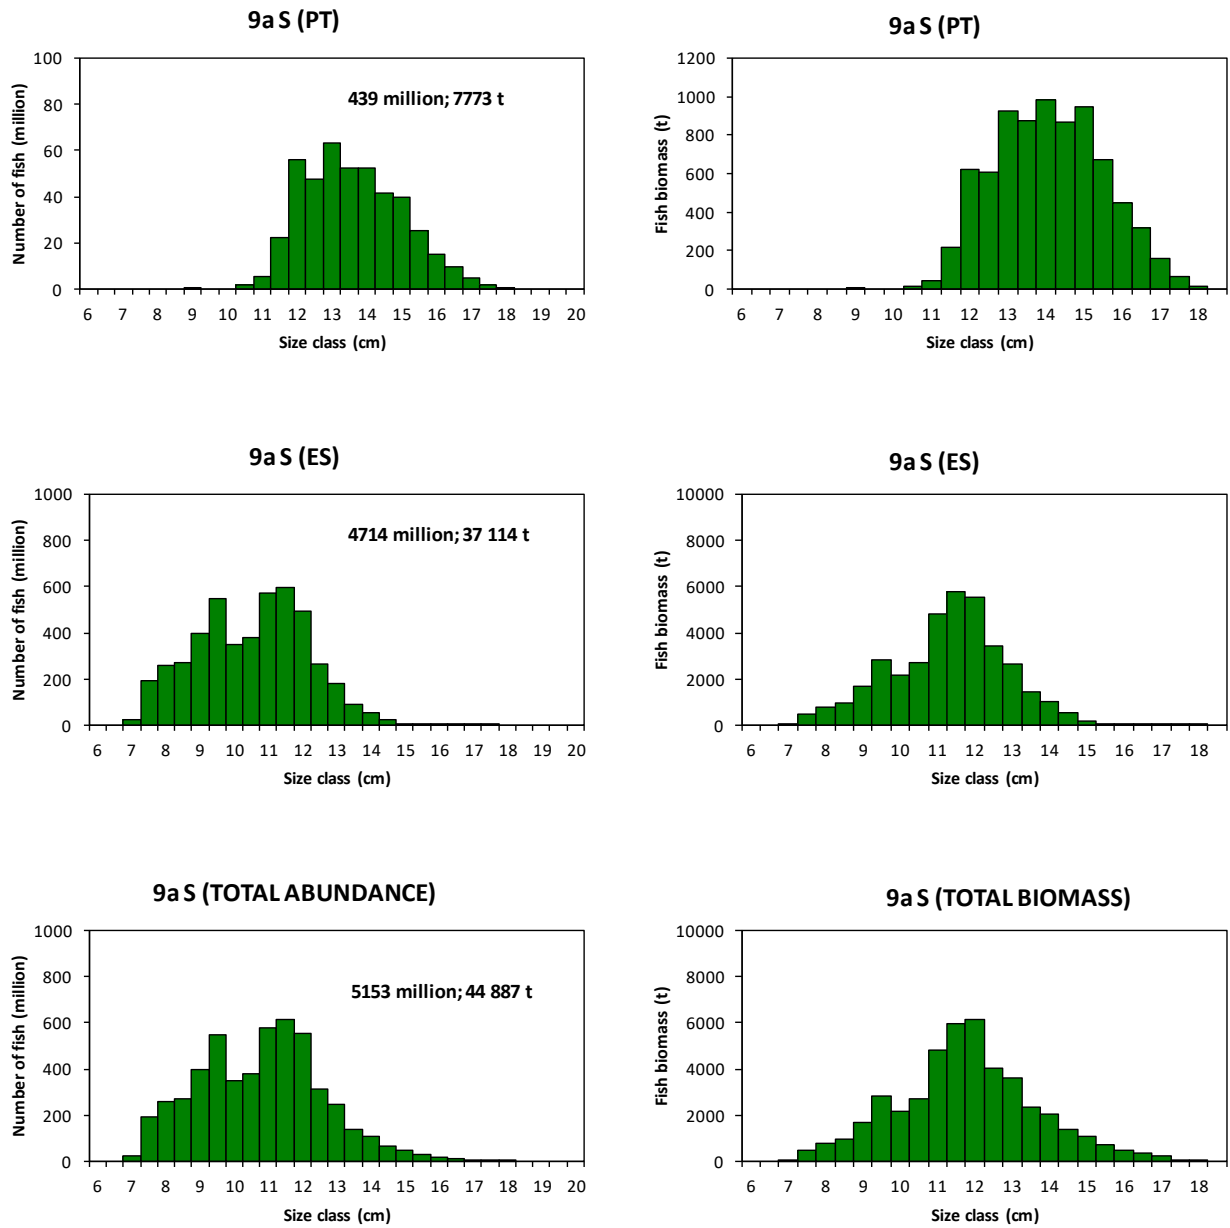 9a S (PT)
100
80
60
40
20
0
Number of fish (million)
439 million; 7773 t
6 7 8 9 10 11 12 13 14 15 16 17 18 19 20
Size class (cm)
9a S (PT)
1200
1000
800
600
400
200
0
Fish biomass (t)
6 7 8 9 10 11 12 13 14 15 16 17 18
Size class (cm)
9a S (ES)
1000
800
600
400
200
0
Number of fish (million)
4714 million; 37 114 t
6 7 8 9 10 11 12 13 14 15 16 17 18 19 20
Size class (cm)
9a S (ES)
10000
8000
6000
4000
2000
0
Fish biomass (t)
6 7 8 9 10 11 12 13 14 15 16 17 18
Size class (cm)
9a S (TOTAL ABUNDANCE)
1000
800
600
400
200
0
Number of fish (million)
5153 million; 44 887 t
6 7 8 9 10 11 12 13 14 15 16 17 18 19 20
Size class (cm)
9a S (TOTAL BIOMASS)
10000
8000
6000
4000
2000
0
Fish biomass (t)
6 7 8 9 10 11 12 13 14 15 16 17 18
Size class (cm)